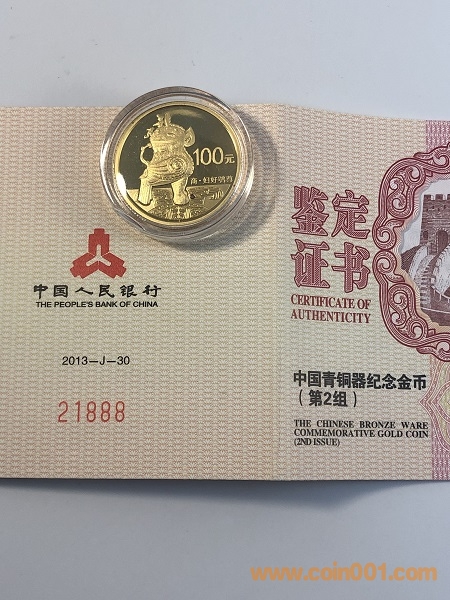 100元
商·妇好鸮尊
中国人民银行
THE PEOPLE'S BANK OF CHINA
2013-J-30
21888
鉴定
证书
CERTIFICATE OF
AUTHENTICITY
中国青铜器纪念金币
(第2组)
THE CHINESE BRONZE WARE
COMMEMORATIVE GOLD COIN
(2ND ISSUE)
www.coin001.com